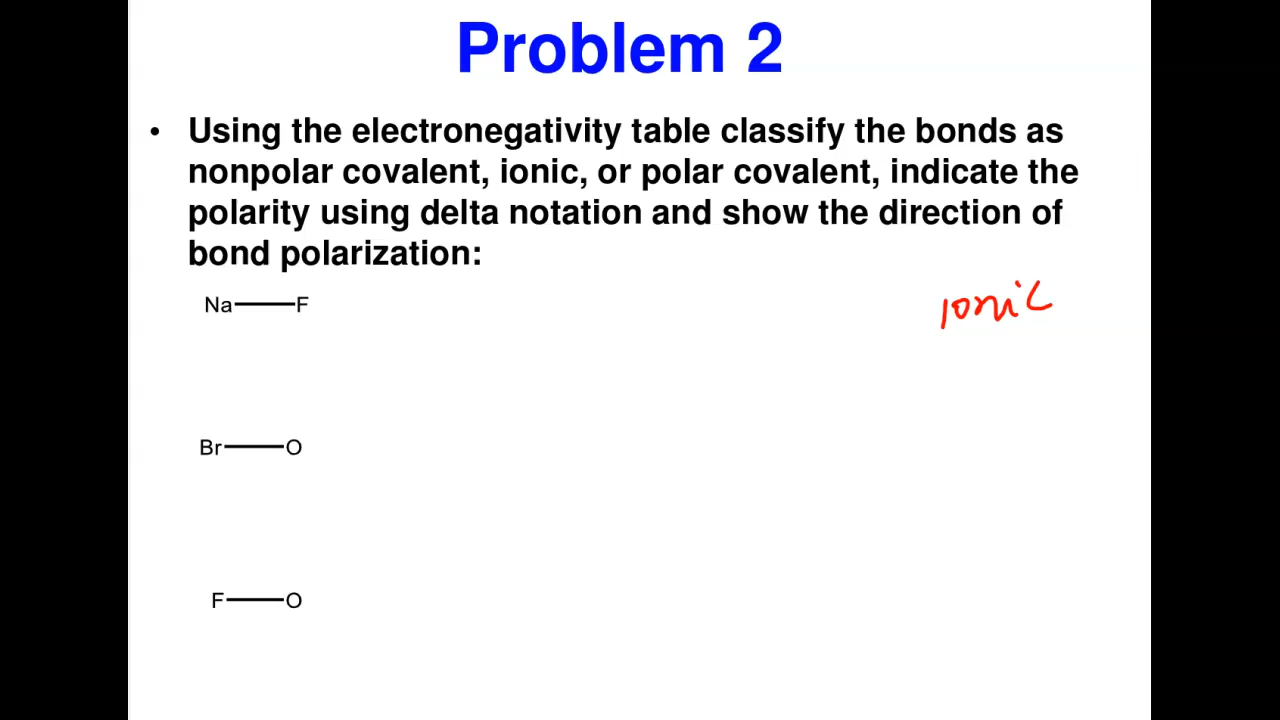 Problem 2
• Using the electronegativity table classify the bonds as
nonpolar covalent, ionic, or polar covalent, indicate the
polarity using delta notation and show the direction of
bond polarization:
Na F
ionic
Br O
F O